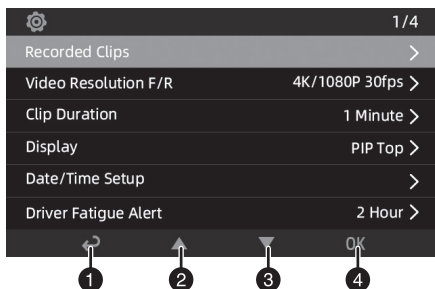 1/4
Recorded Clips >
Video Resolution F/R 4K/1080P 30fps >
Clip Duration 1 Minute >
Display PIP Top >
Date/Time Setup >
Driver Fatigue Alert 2 Hour >
OK
1 2 3 4